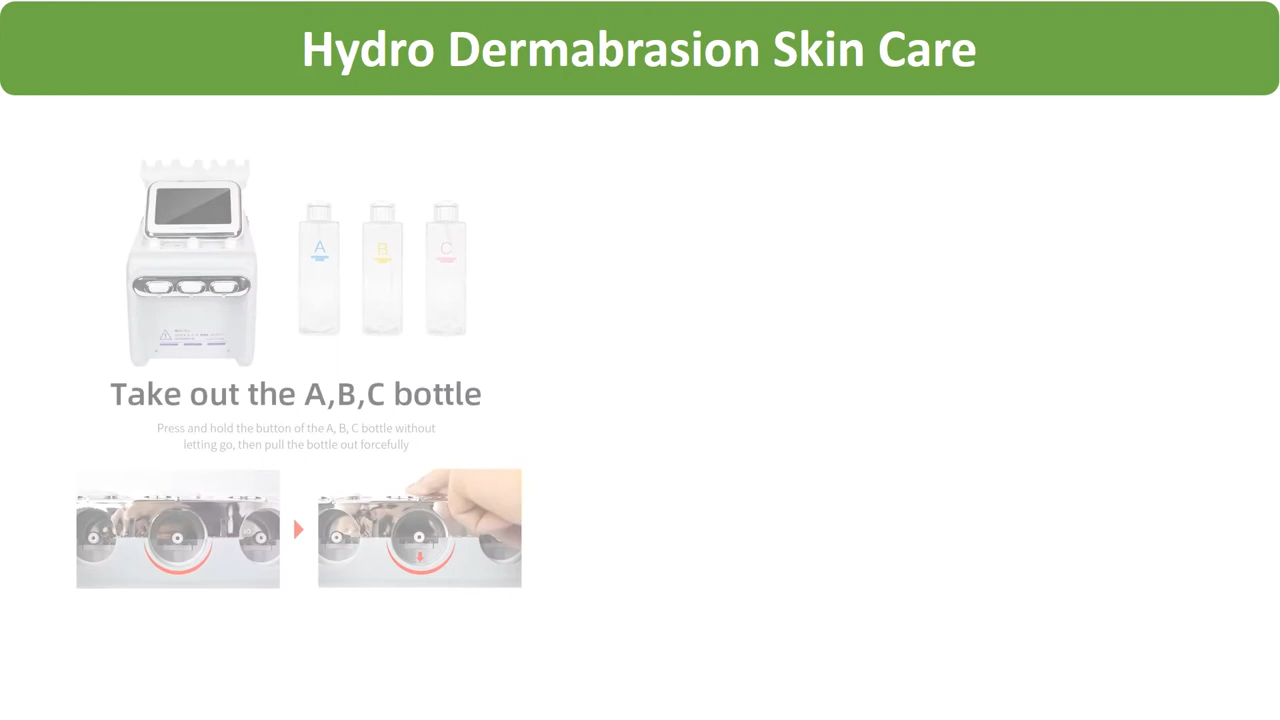 Hydro Dermabrasion Skin Care
A
B
C
Take out the A,B,C bottle
Press and hold the button of the A, B, C bottle without
letting go, then pull the bottle out forcefully